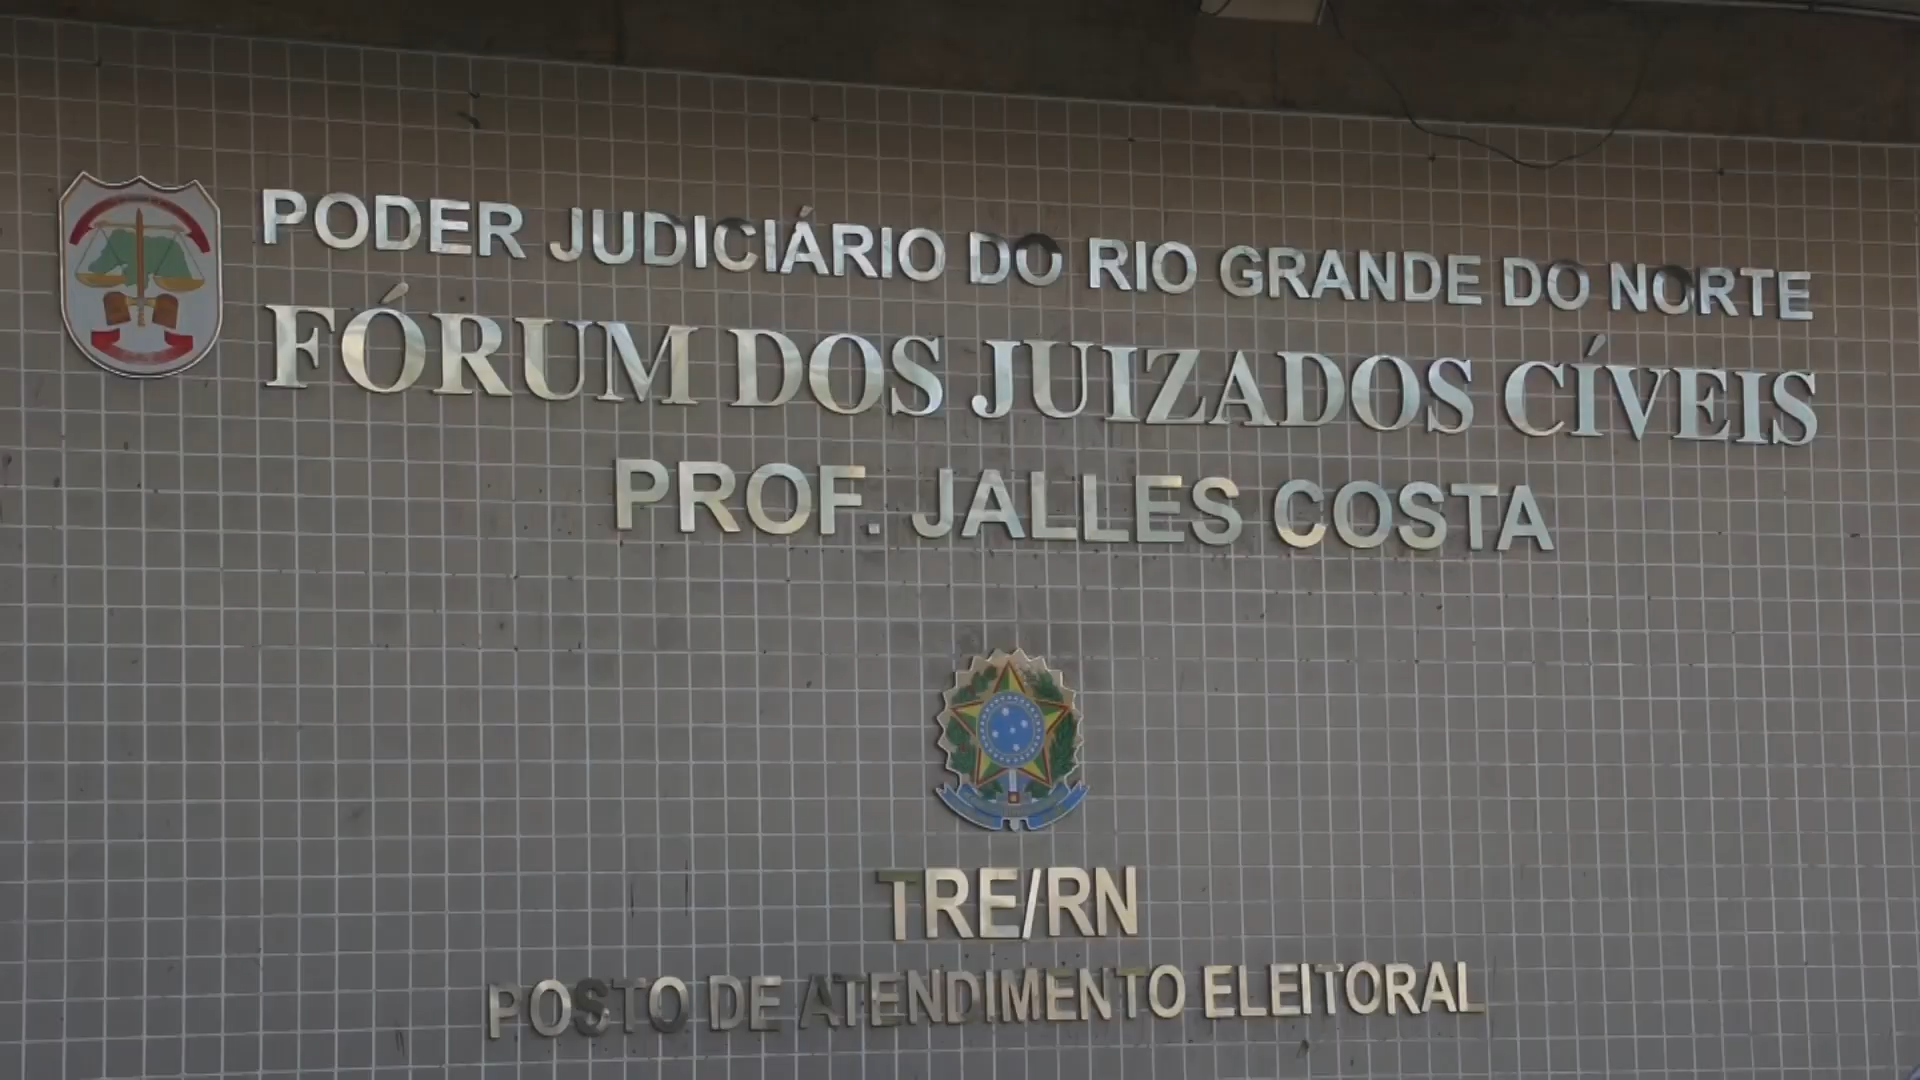 PODER JUDICIÁRIO DO RIO GRANDE DO NORTE
FÓRUM DOS JUIZADOS CÍVEIS
PROF. JALLES COSTA
TRE/RN
POSTO DE ATENDIMENTO ELEITORAL